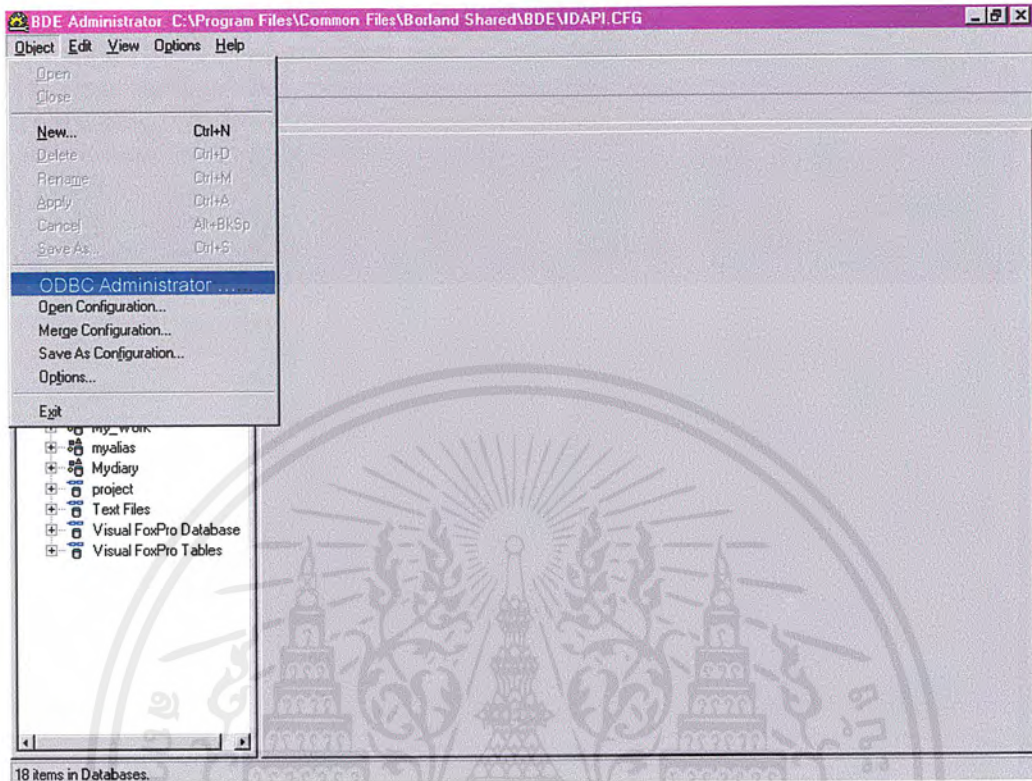 BDE Administrator C:\Program Files\Common Files\Borland Shared\BDE\IDAPI.CFG
Object Edit View Options Help
Open
Close
New... Ctrl+N
Delete Ctrl+D
Rename Ctrl+M
Apply Ctrl+A
Cancel Alt+BkSp
Save As... Ctrl+S
ODBC Administrator ......
Open Configuration...
Merge Configuration...
Save As Configuration...
Options...
Exit
My_work
myalias
Mydiary
project
Text Files
Visual FoxPro Database
Visual FoxPro Tables
18 items in Databases.